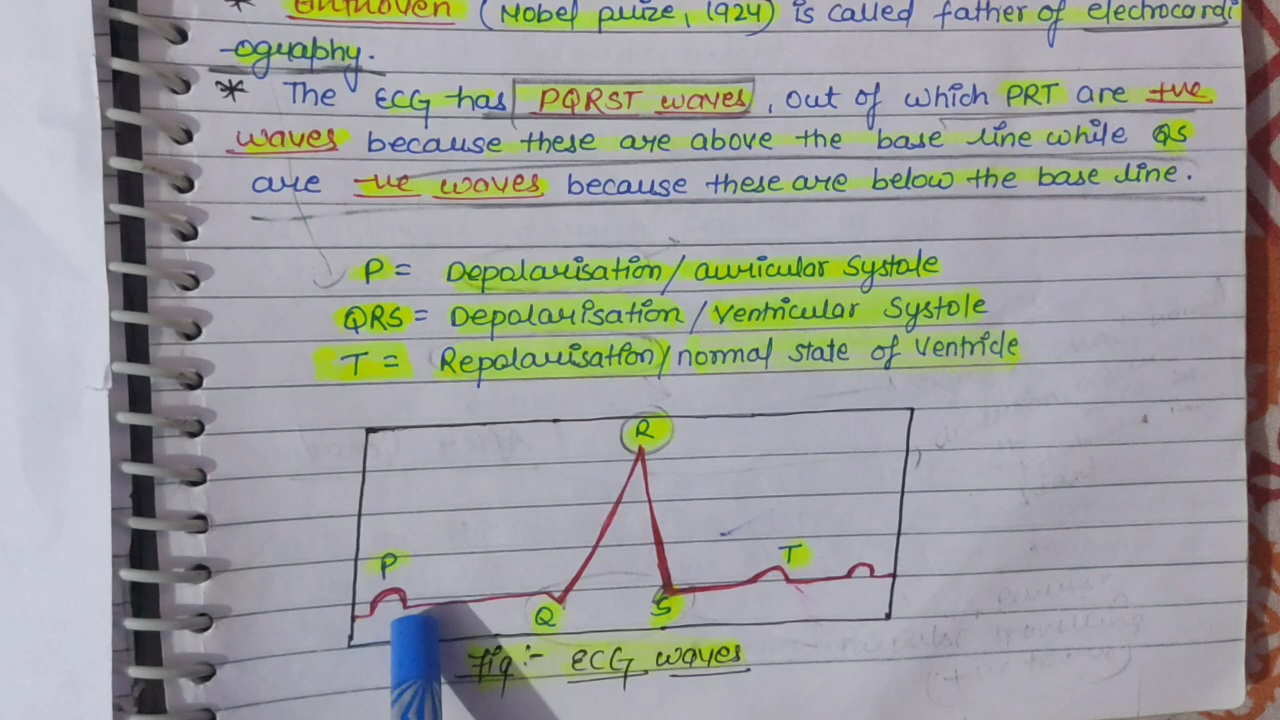 * Einthoven (Nobel prize, 1924) is called father of electrocardi
-ography.
* The ECG has PQRST waves, out of which PRT are +ve
waves because these are above the base line while QS
are -ve waves because these are below the base line.
P = Depolarisation/auricular Systole
QRS = Depolarisation/Ventricular Systole
T = Repolarisation/normal state of Ventricle
R
P
T
Q
S
fig:- ECG waves